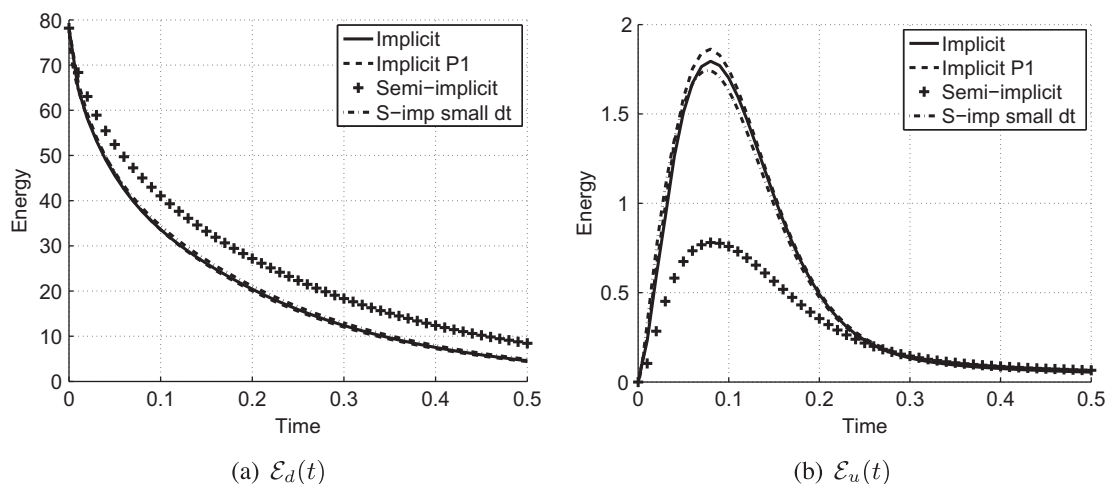 80
70
60
50
40
30
20
10
0
Energy
0 0.1 0.2 0.3 0.4 0.5
Time
Implicit
Implicit P1
Semi−implicit
S−imp small dt
(a) ℰd(t)
2
1.5
1
0.5
0
Energy
0 0.1 0.2 0.3 0.4 0.5
Time
Implicit
Implicit P1
Semi−implicit
S−imp small dt
(b) ℰu(t)